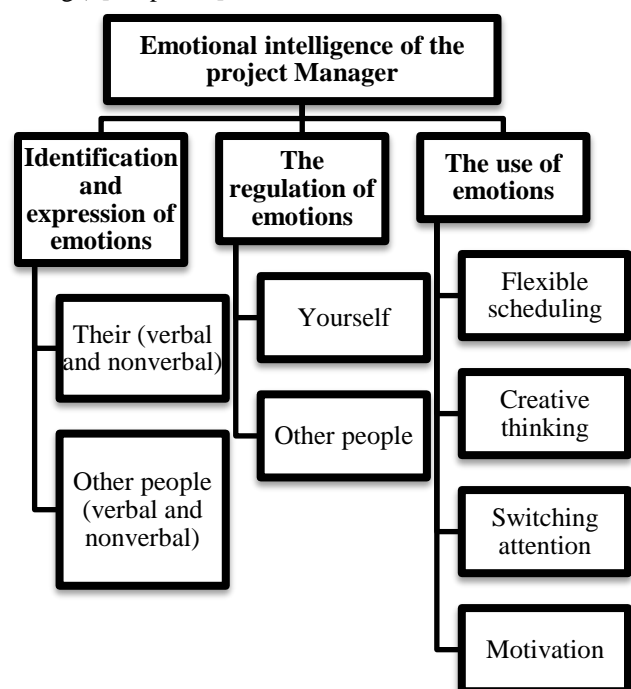 Emotional intelligence of the
project Manager
Identification
and
expression of
emotions
Their (verbal
and nonverbal)
Other people
(verbal and
nonverbal)
The
regulation of
emotions
Yourself
Other people
The use of
emotions
Flexible
scheduling
Creative
thinking
Switching
attention
Motivation